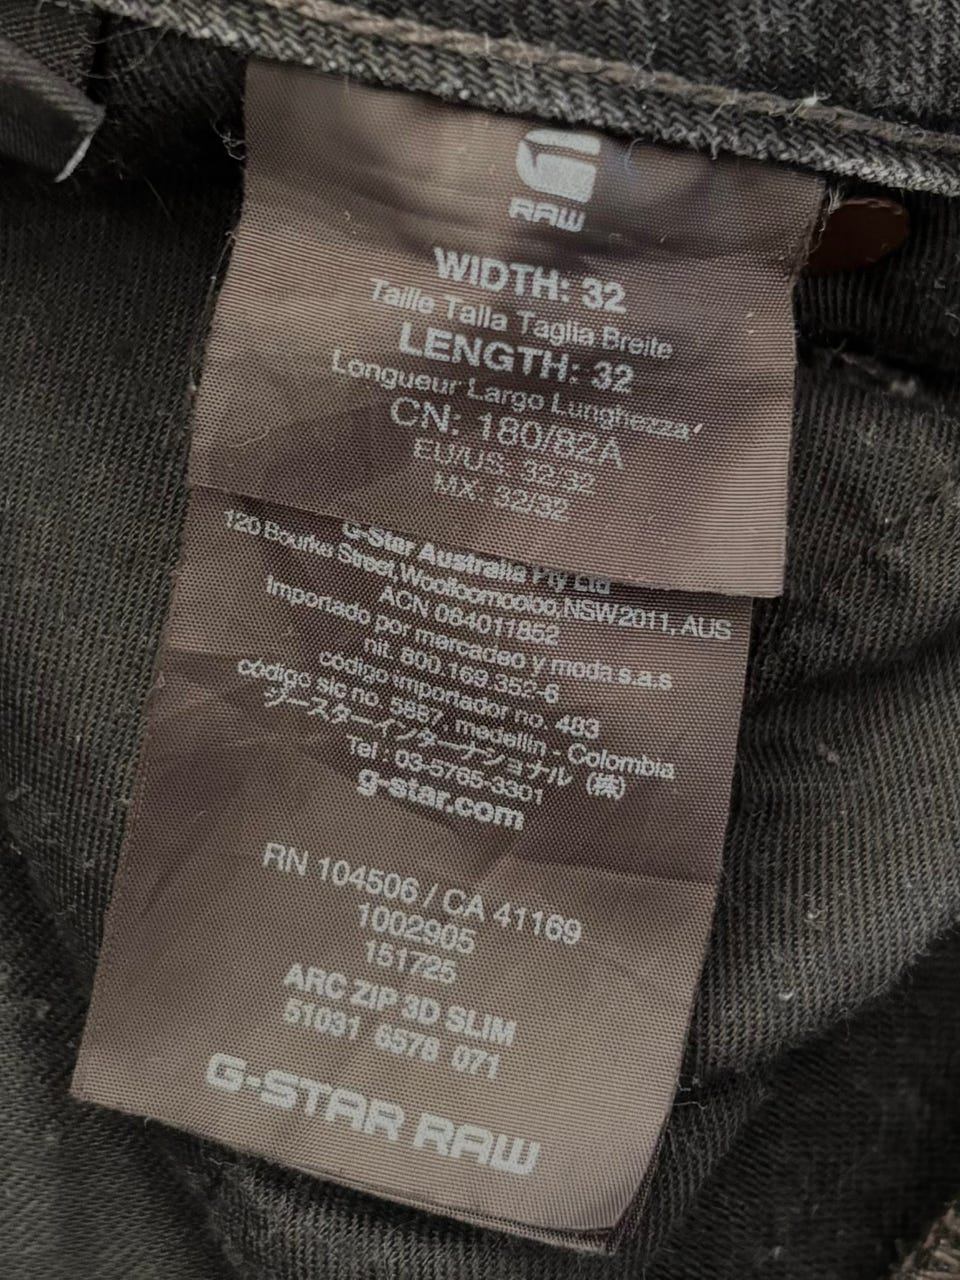 RAW
WIDTH: 32
Taille Talla Taglia Breite
LENGTH: 32
Longueur Largo Lunghezza
CN: 180/82A
EU/US: 32/32
MX: 32/32
G-Star Australia Pty Ltd
120 Bourke Street, Woolloomooloo, NSW2011, AUS
ACN 064011852
Importado por marcadeo y moda s.a.s
nit. 800.169.352-6
código importador no. 483
código sic no. 5887, medellin - Colombia
ジースターインターナショナル (株)
Tel : 03-5765-3301
g-star.com
RN 104506 / CA 41169
1002905
151725
ARC ZIP 3D SLIM
51031 6578 071
G-STAR RAW